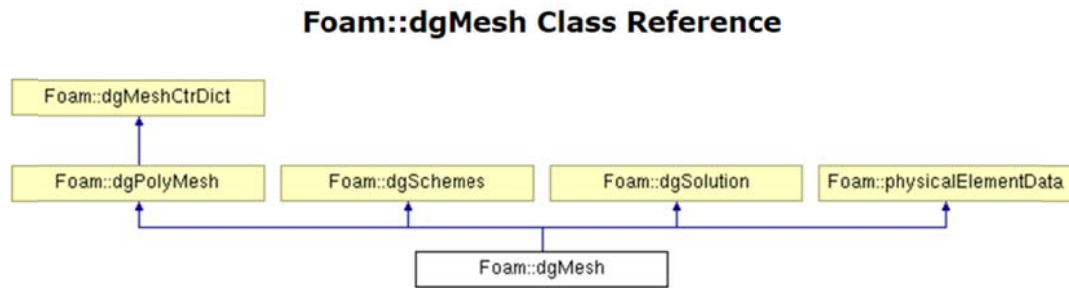 Foam::dgMesh Class Reference
Foam::dgMeshCtrDict
Foam::dgPolyMesh Foam::dgSchemes Foam::dgSolution Foam::physicalElementData
Foam::dgMesh